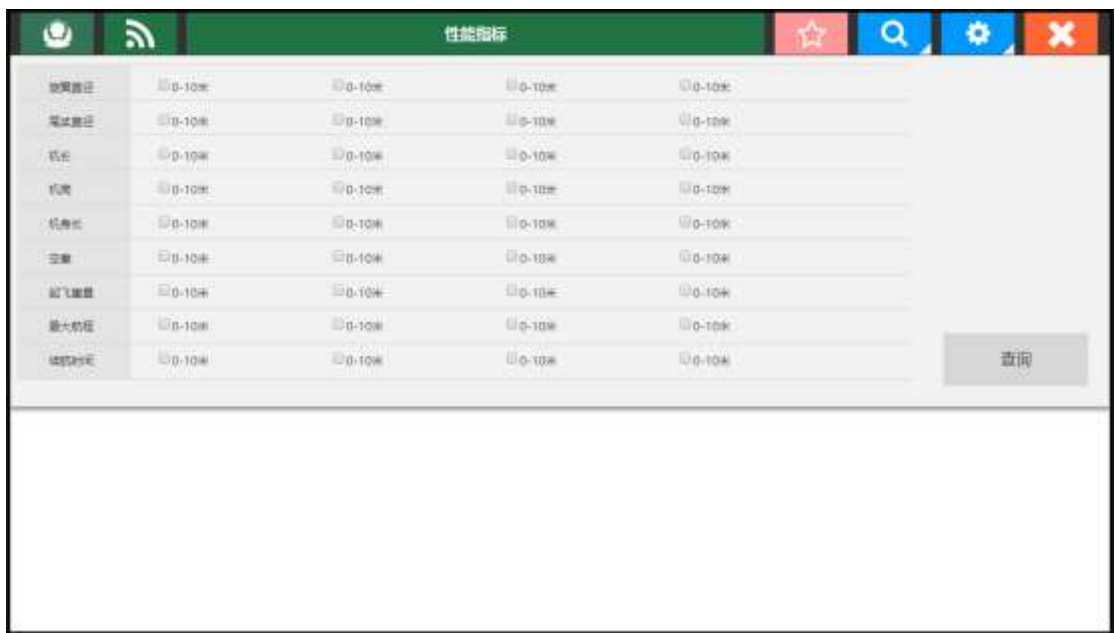 性能指标
旋翼直径 0-10米 0-10米 0-10米 0-10米
尾桨直径 0-10米 0-10米 0-10米 0-10米
机长 0-10米 0-10米 0-10米 0-10米
机宽 0-10米 0-10米 0-10米 0-10米
机身长 0-10米 0-10米 0-10米 0-10米
空重 0-10米 0-10米 0-10米 0-10米
起飞重量 0-10米 0-10米 0-10米 0-10米
最大航程 0-10米 0-10米 0-10米 0-10米
续航时间 0-10米 0-10米 0-10米 0-10米
查询